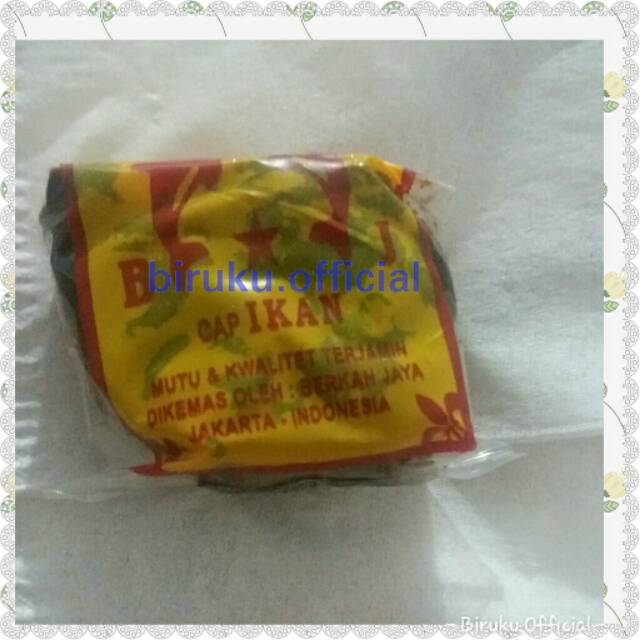 B ★ J
biruku.official
CAP IKAN
MUTU & KWALITET TERJAMIN
DIKEMAS OLEH : BERKAH JAYA
JAKARTA - INDONESIA
Biruku.Official